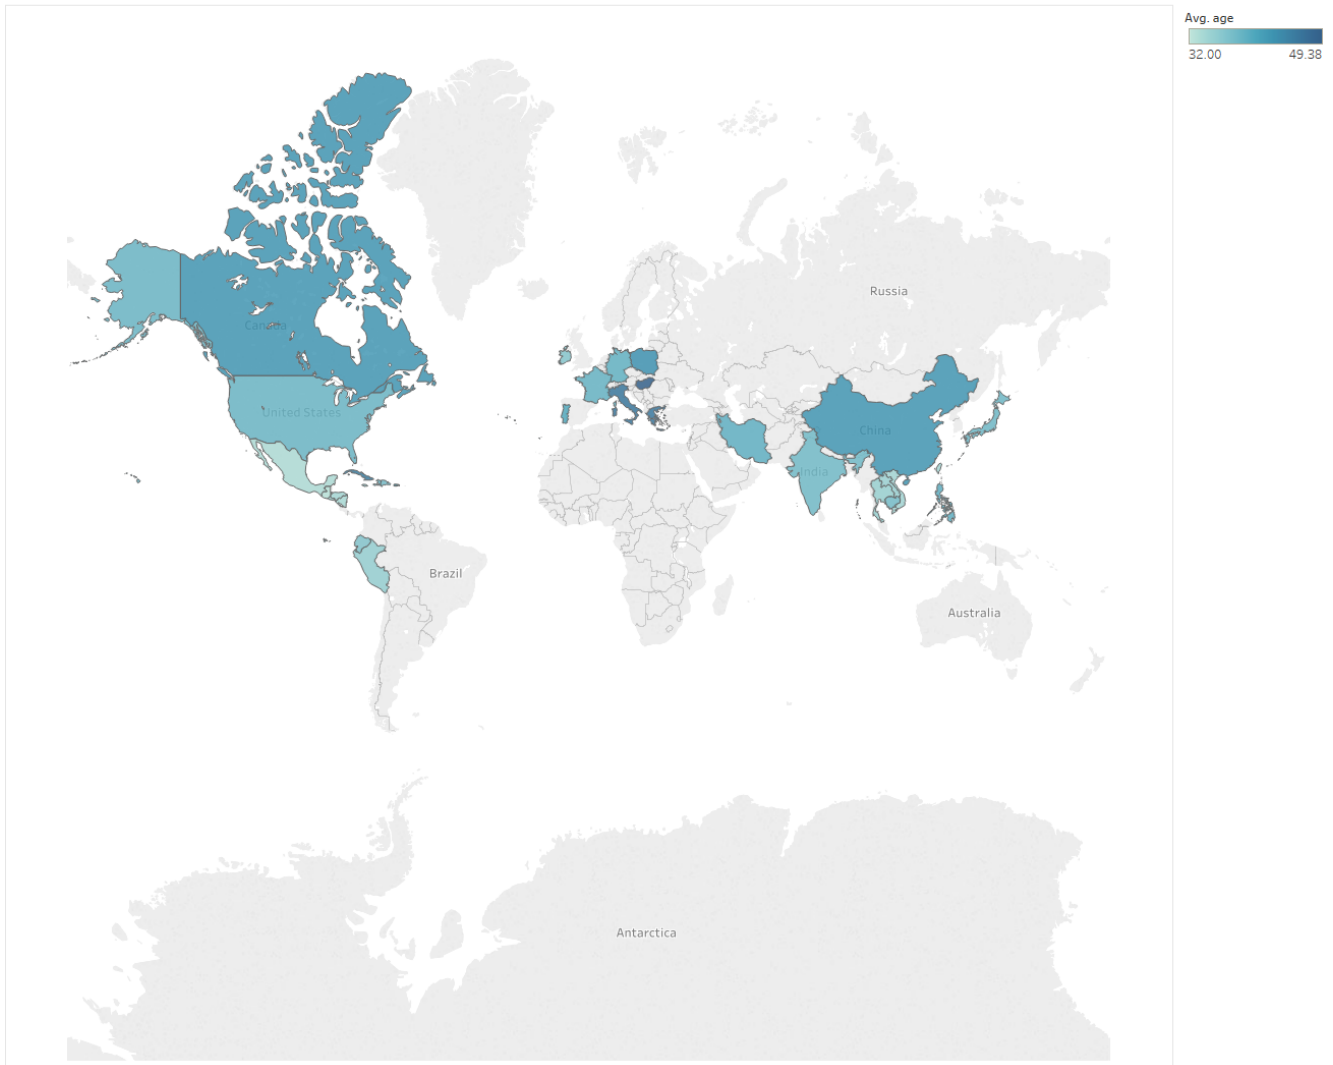 Avg. age
32.00 49.38
Russia
Canada
United States
China
India
Brazil
Australia
Antarctica